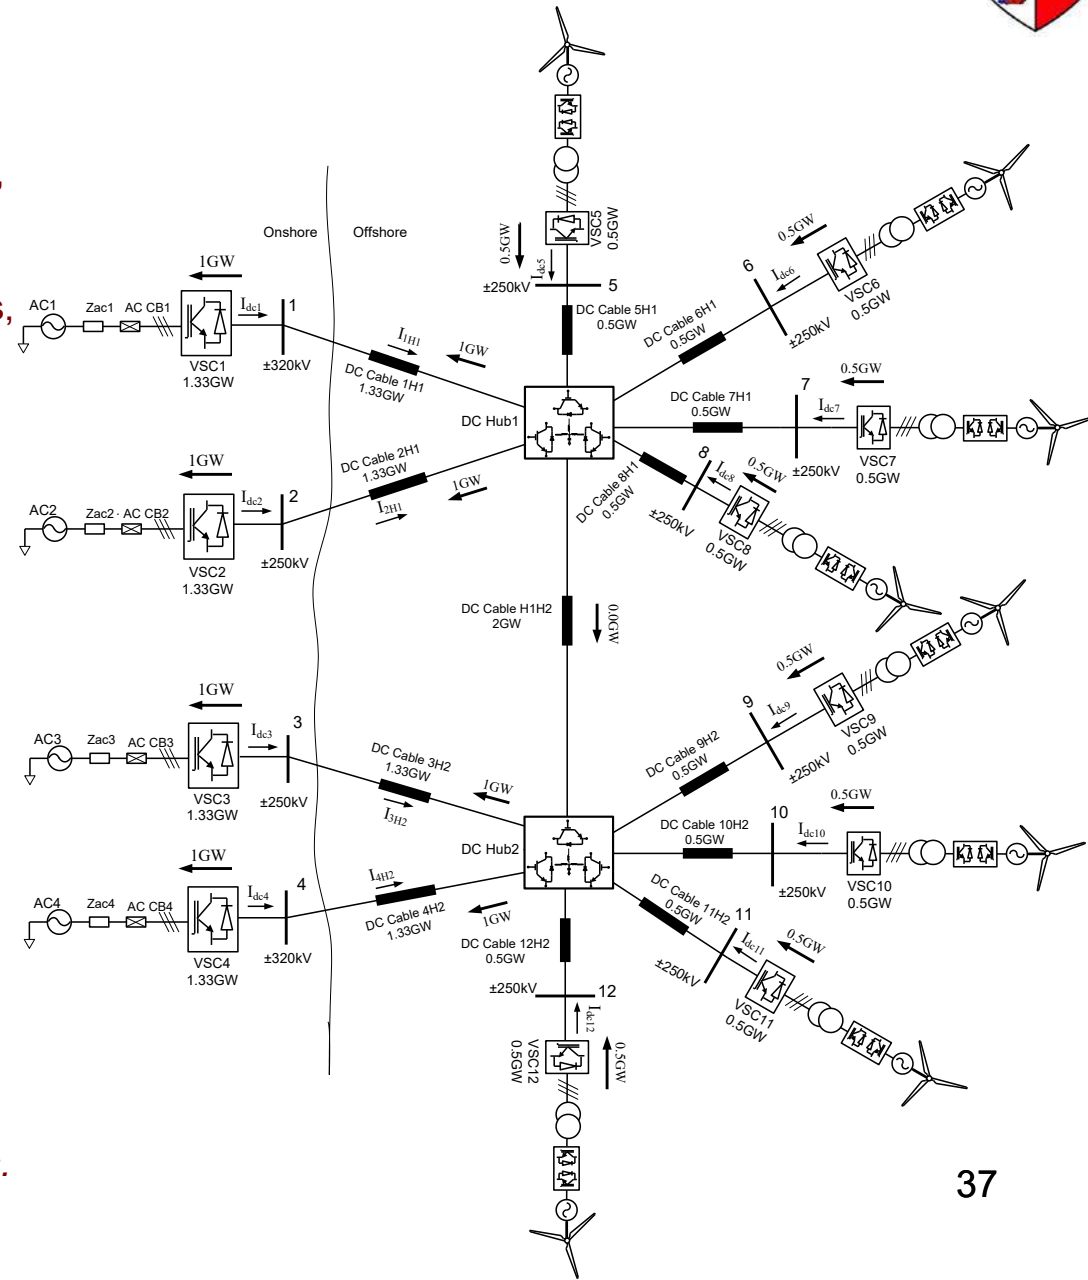 VSC5
0.5GW
0.5GW
Idc5
±250kV
5
DC Cable 5H1
0.5GW
Onshore
Offshore
1GW
AC1
Zac1
AC CB1
Idc1
1
VSC1
1.33GW
±320kV
I1H1
1GW
DC Cable 1H1
1.33GW
DC Hub1
0.5GW
6
Idc6
VSC6
0.5GW
±250kV
DC Cable 6H1
0.5GW
0.5GW
7
DC Cable 7H1
0.5GW
Idc7
±250kV
VSC7
0.5GW
8
Idc8
0.5GW
DC Cable 8H1
0.5GW
±250kV
VSC8
0.5GW
1GW
AC2
Zac2
AC CB2
Idc2
2
VSC2
1.33GW
±250kV
DC Cable 2H1
1.33GW
1GW
I2H1
DC Cable H1H2
2GW
0.0GW
0.5GW
9
Idc9
VSC9
0.5GW
±250kV
DC Cable 9H2
0.5GW
1GW
AC3
Zac3
AC CB3
Idc3
3
VSC3
1.33GW
±250kV
DC Cable 3H2
1.33GW
1GW
I3H2
DC Hub2
0.5GW
10
DC Cable 10H2
0.5GW
Idc10
±250kV
VSC10
0.5GW
1GW
AC4
Zac4
AC CB4
Idc4
4
VSC4
1.33GW
±320kV
I4H2
DC Cable 4H2
1.33GW
1GW
DC Cable 11H2
0.5GW
11
Idc11
0.5GW
±250kV
VSC11
0.5GW
DC Cable 12H2
0.5GW
±250kV
12
Idc12
VSC12
0.5GW
0.5GW
s,
37